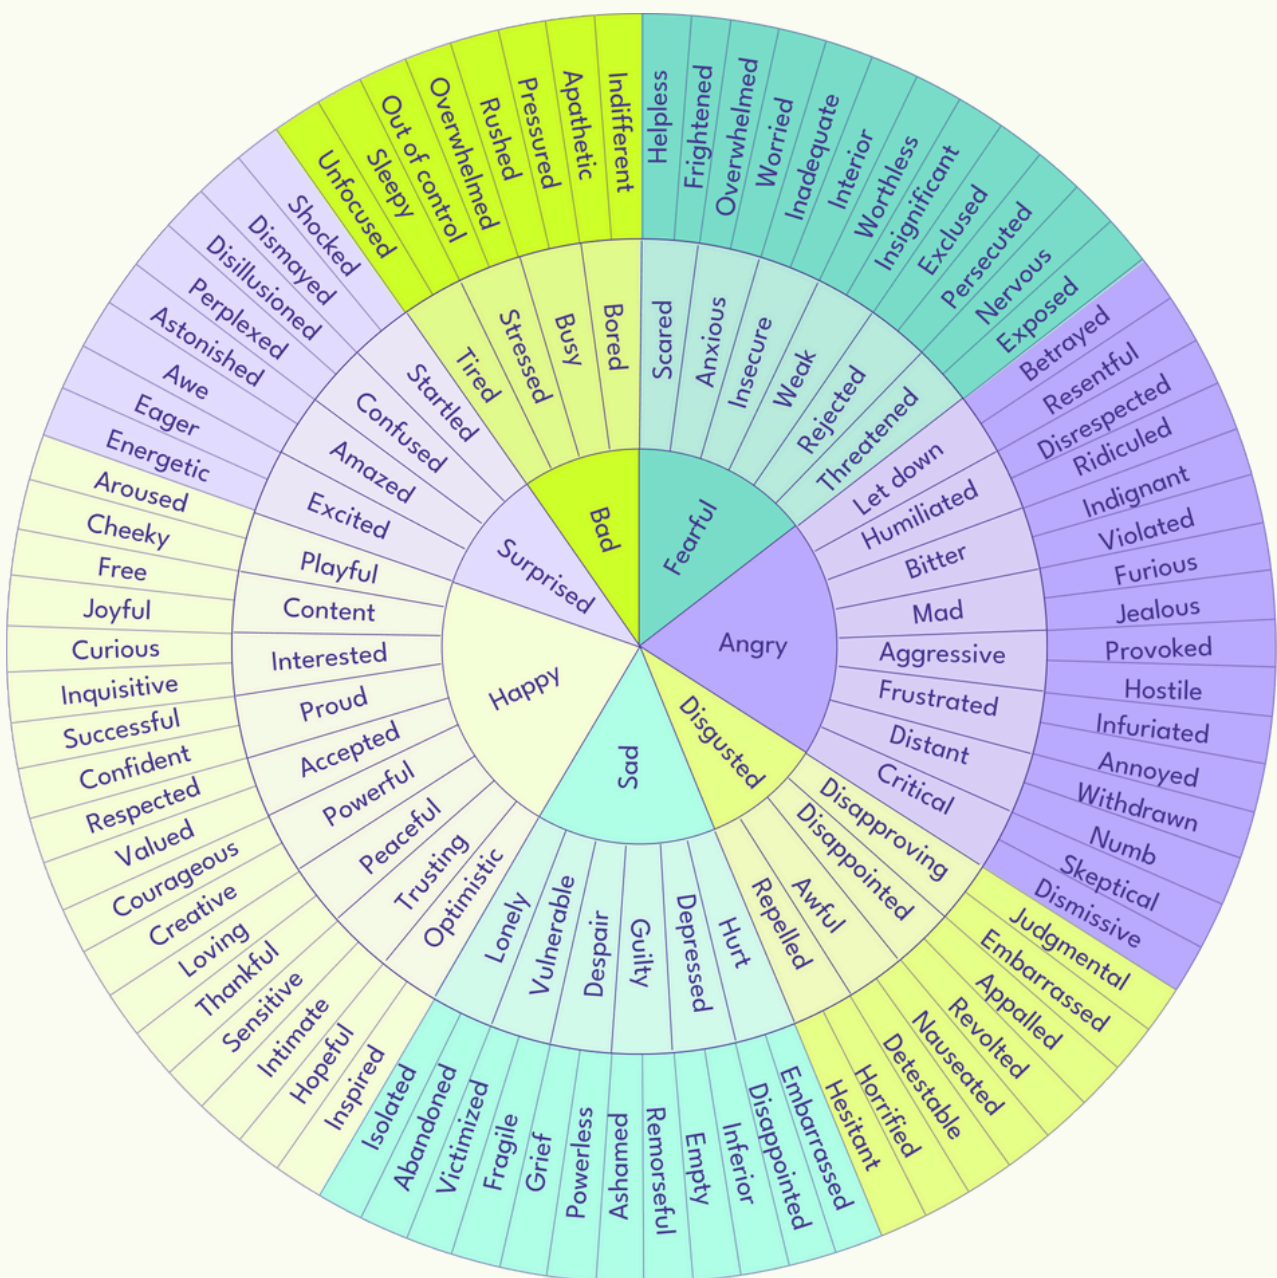 Bad
Fearful
Angry
Disgusted
Sad
Happy
Surprised
Bored
Scared
Anxious
Insecure
Weak
Rejected
Threatened
Let down
Humiliated
Bitter
Mad
Aggressive
Frustrated
Distant
Critical
Disapproving
Disappointed
Awful
Repelled
Hurt
Depressed
Guilty
Despair
Vulnerable
Lonely
Optimistic
Trusting
Peaceful
Powerful
Accepted
Proud
Interested
Content
Playful
Excited
Amazed
Confused
Startled
Tired
Stressed
Busy
Helpless
Frightened
Overwhelmed
Worried
Inadequate
Interior
Worthless
Insignificant
Exclused
Persecuted
Nervous
Exposed
Betrayed
Resentful
Disrespected
Ridiculed
Indignant
Violated
Furious
Jealous
Provoked
Hostile
Infuriated
Annoyed
Withdrawn
Numb
Skeptical
Dismissive
Judgmental
Embarrassed
Appalled
Revolted
Nauseated
Detestable
Horrified
Hesitant
Embarrassed
Disappointed
Inferior
Empty
Remorseful
Ashamed
Powerless
Grief
Fragile
Victimized
Abandoned
Isolated
Inspired
Hopeful
Intimate
Sensitive
Thankful
Loving
Creative
Courageous
Valued
Respected
Confident
Successful
Inquisitive
Curious
Joyful
Free
Cheeky
Aroused
Energetic
Eager
Awe
Astonished
Perplexed
Disillusioned
Dismayed
Shocked
Unfocused
Sleepy
Out of control
Overwhelmed
Rushed
Pressured
Apathetic
Indifferent